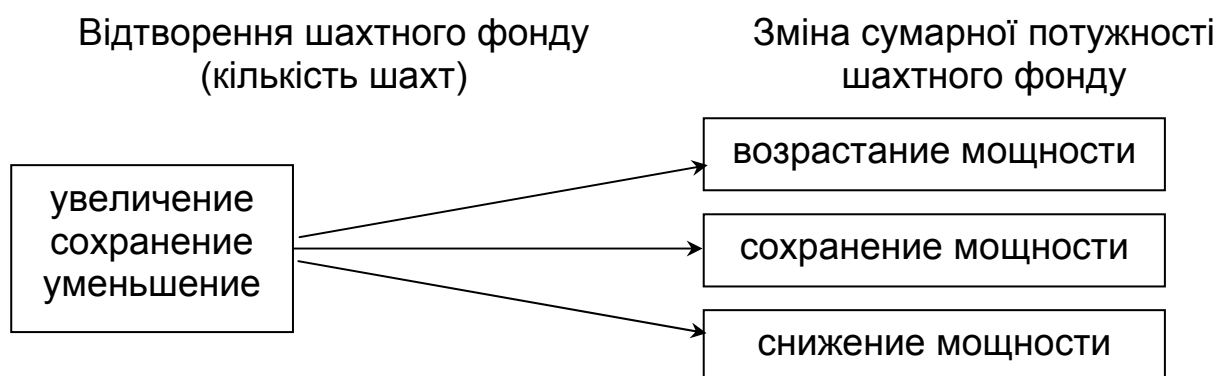 Відтворення шахтного фонду
(кількість шахт)
Зміна сумарної потужності
шахтного фонду
увеличение
сохранение
уменьшение
возрастание мощности
сохранение мощности
снижение мощности